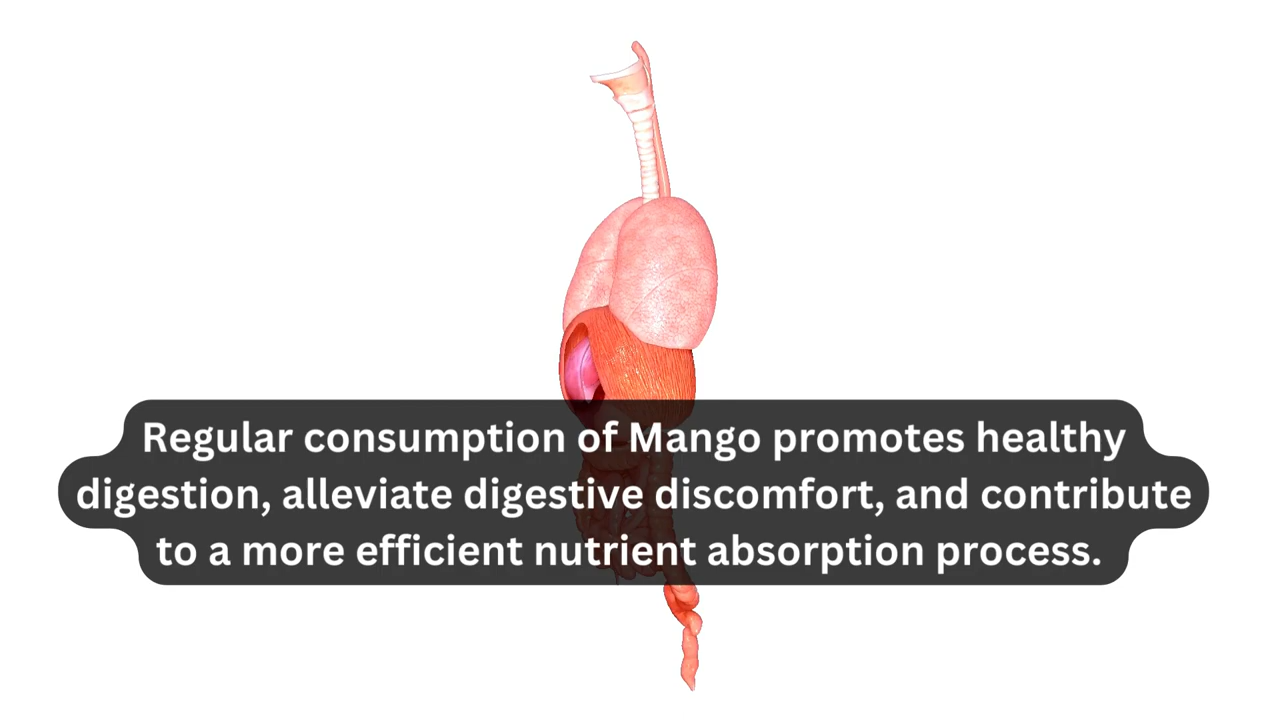 Regular consumption of Mango promotes healthy
digestion, alleviate digestive discomfort, and contribute
to a more efficient nutrient absorption process.